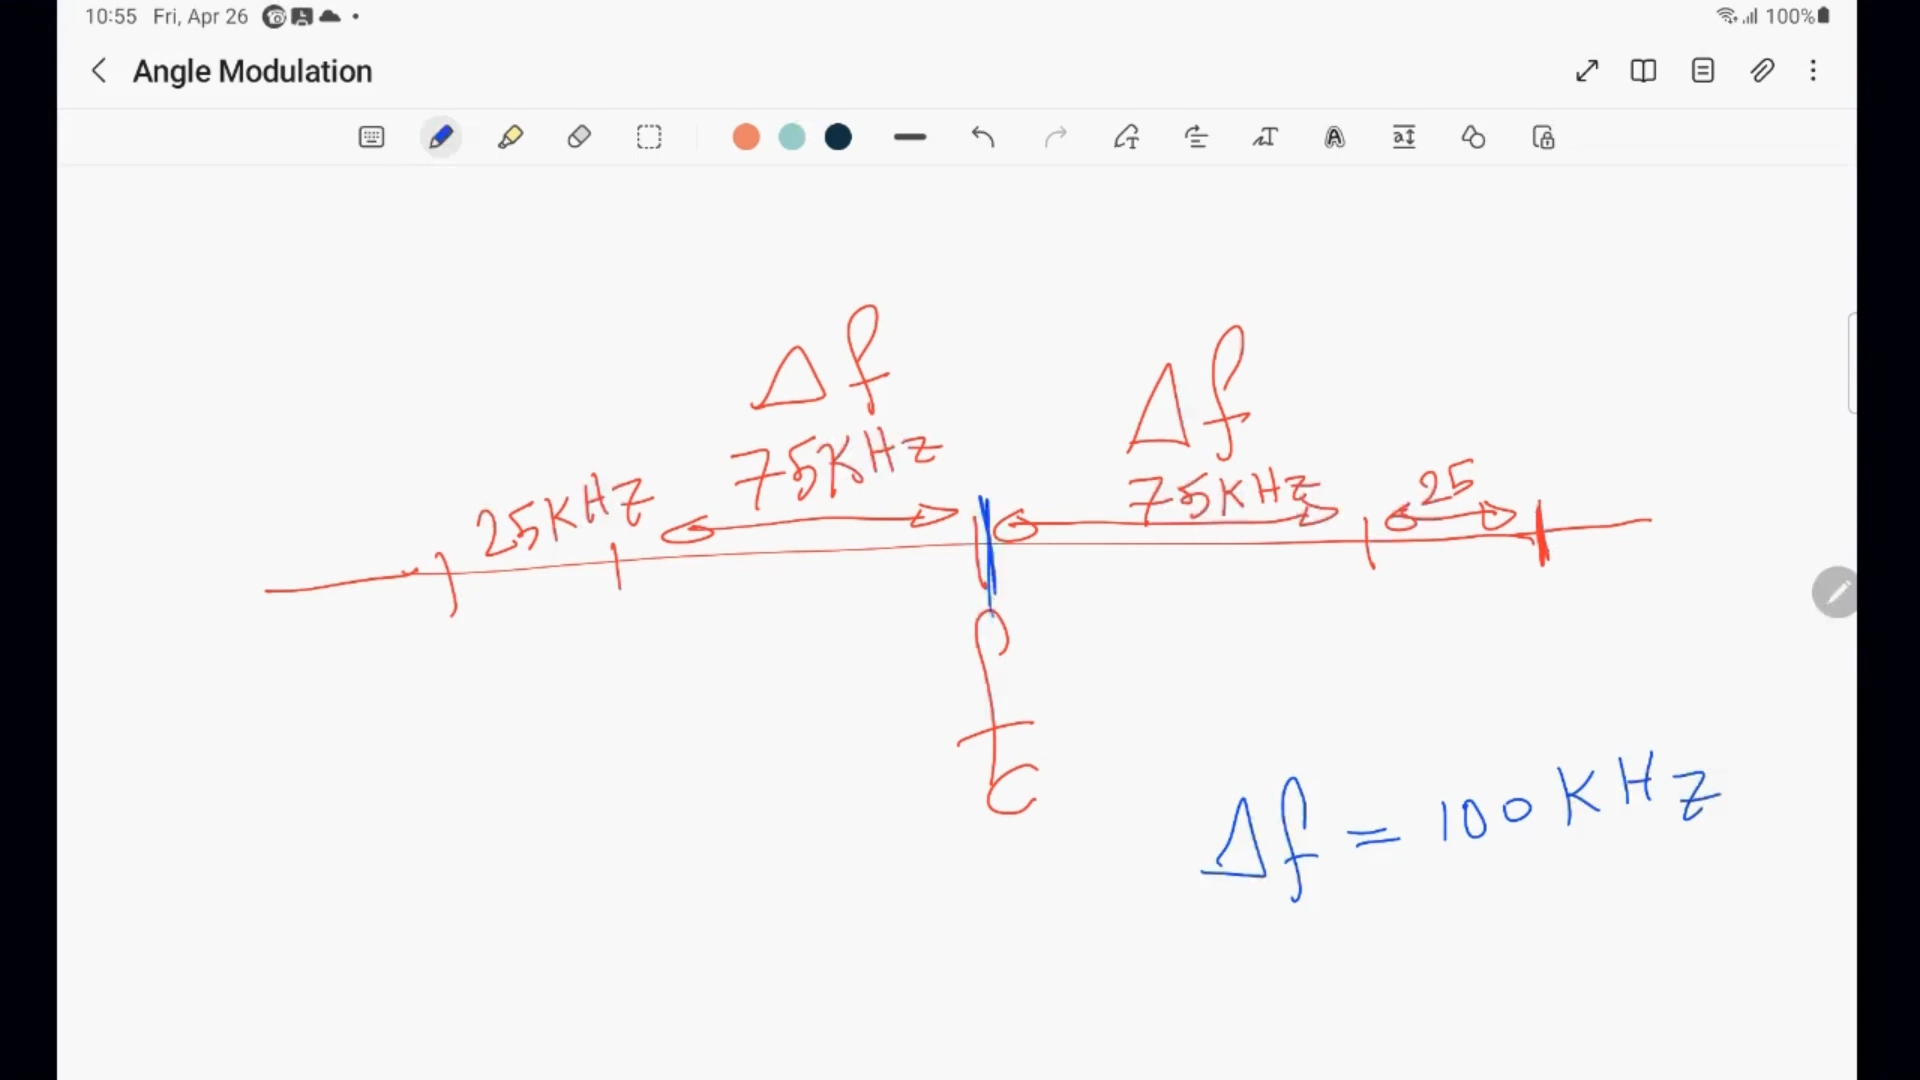 10:55 Fri, Apr 26
100%
Angle Modulation
Δf
Δf
75KHz
75KHz
25KHz
25
fc
Δf = 100KHz